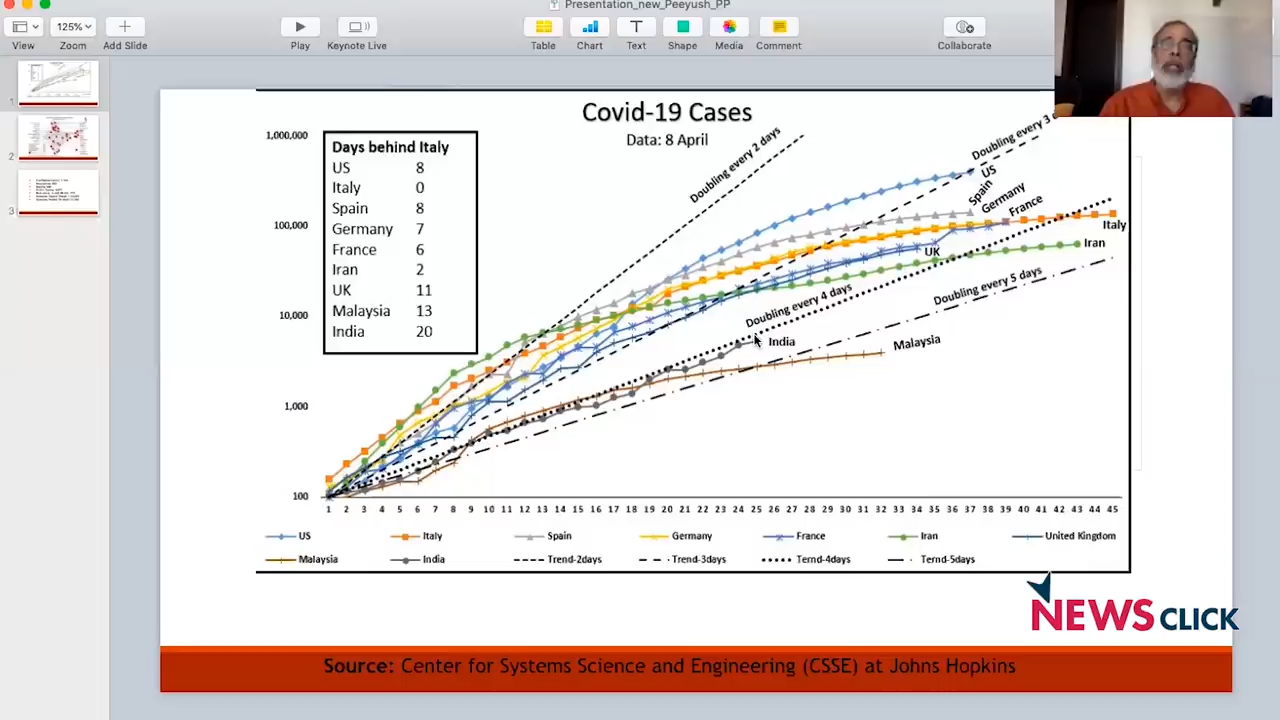 Presentation_new_Peeyush_PP
125%
View
Zoom
Add Slide
Play
Keynote Live
Table
Chart
Text
Shape
Media
Comment
Collaborate
1
2
3
Covid-19 Cases
Data: 8 April
Days behind Italy
US 8
Italy 0
Spain 8
Germany 7
France 6
Iran 2
UK 11
Malaysia 13
India 20
1,000,000
100,000
10,000
1,000
100
Doubling every 2 days
Doubling every 3
US
Spain
Germany
France
Italy
Iran
UK
Doubling every 4 days
Doubling every 5 days
India
Malaysia
1 2 3 4 5 6 7 8 9 10 11 12 13 14 15 16 17 18 19 20 21 22 23 24 25 26 27 28 29 30 31 32 33 34 35 36 37 38 39 40 41 42 43 44 45
US Italy Spain Germany France Iran United Kingdom
Malaysia India Trend-2days Trend-3days Ternd-4days Ternd-5days
NEWSCLICK
Source: Center for Systems Science and Engineering (CSSE) at Johns Hopkins